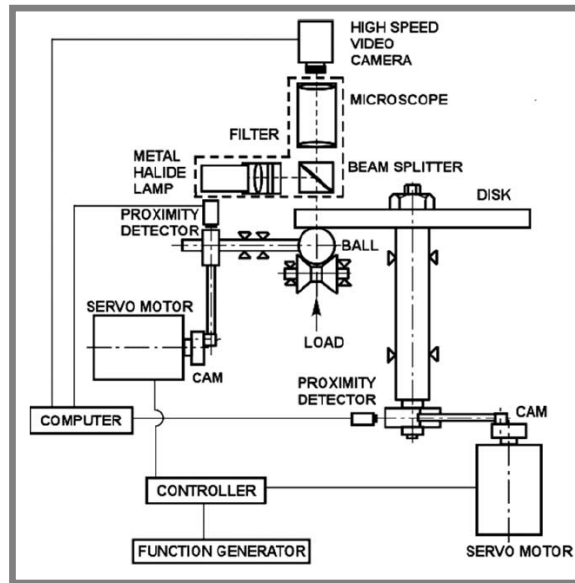 HIGH SPEED
VIDEO
CAMERA
MICROSCOPE
FILTER
METAL
HALIDE
LAMP
BEAM SPLITTER
PROXIMITY
DETECTOR
DISK
BALL
SERVO MOTOR
LOAD
CAM
PROXIMITY
DETECTOR
CAM
COMPUTER
CONTROLLER
SERVO MOTOR
FUNCTION GENERATOR